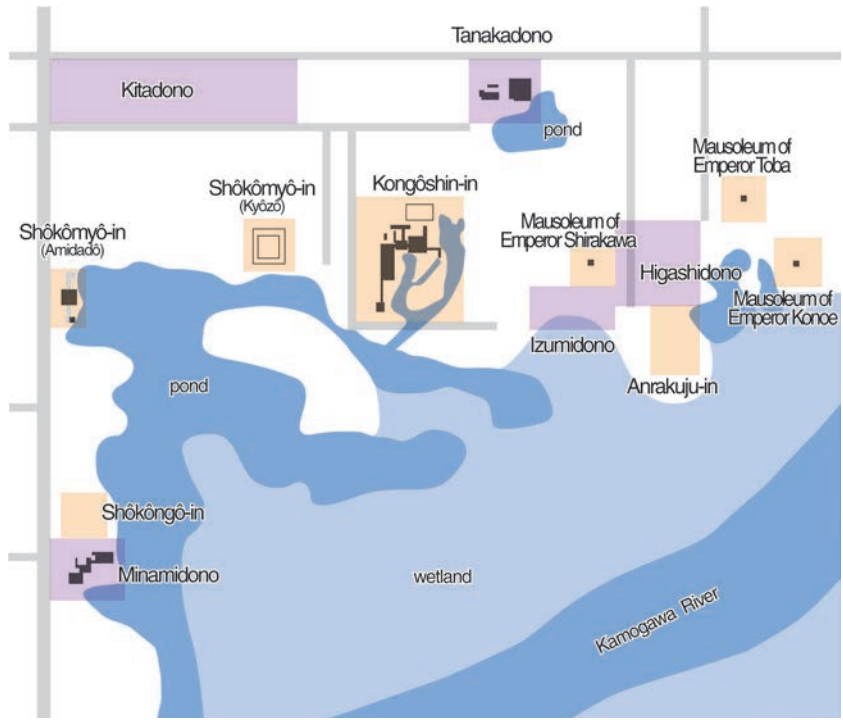 Tanakadono
Kitadono
pond
Mausoleum of
Emperor Toba
Shôkômyô-in
(Kyôzô)
Kongôshin-in
Mausoleum of
Emperor Shirakawa
Shôkômyô-in
(Amidadô)
Higashidono
Mausoleum of
Emperor Konoe
Izumidono
Anrakuju-in
pond
Shôkôngô-in
Minamidono
wetland
Kamogawa River